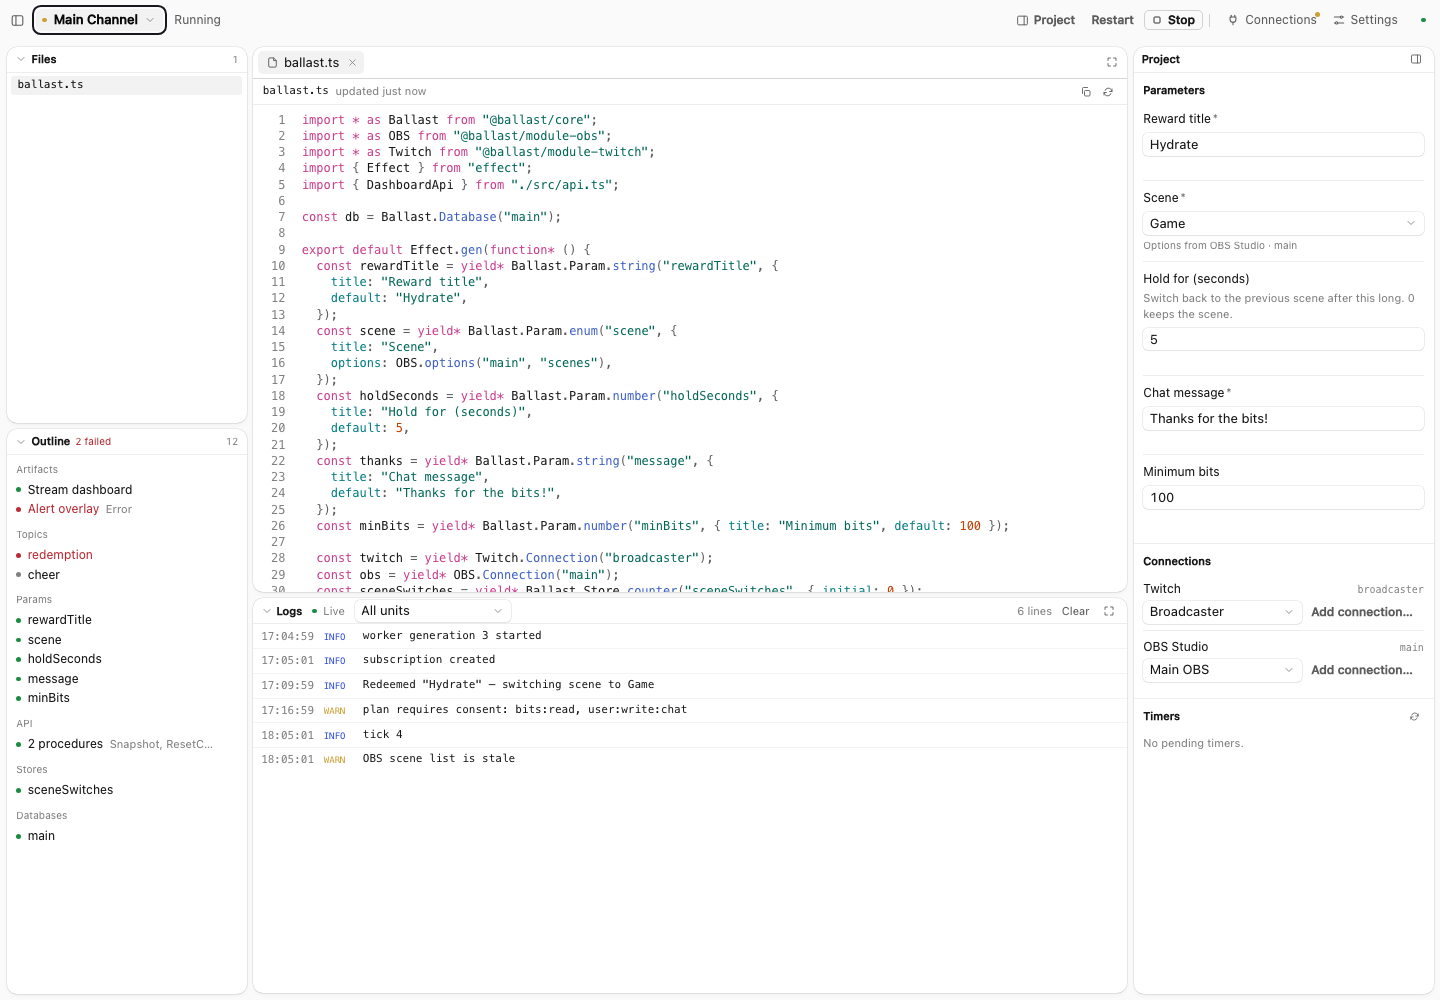 Main Channel
Running
Project
Restart
Stop
Connections
Settings
Files
1
ballast.ts
Outline 2 failed
12
Artifacts
Stream dashboard
Alert overlay Error
Topics
redemption
cheer
Params
rewardTitle
scene
holdSeconds
message
minBits
API
2 procedures Snapshot, ResetC...
Stores
sceneSwitches
Databases
main
ballast.ts
ballast.ts updated just now
1 import * as Ballast from "@ballast/core";
2 import * as OBS from "@ballast/module-obs";
3 import * as Twitch from "@ballast/module-twitch";
4 import { Effect } from "effect";
5 import { DashboardApi } from "./src/api.ts";
6
7 const db = Ballast.Database("main");
8
9 export default Effect.gen(function* () {
10 const rewardTitle = yield* Ballast.Param.string("rewardTitle", {
11 title: "Reward title",
12 default: "Hydrate",
13 });
14 const scene = yield* Ballast.Param.enum("scene", {
15 title: "Scene",
16 options: OBS.options("main", "scenes"),
17 });
18 const holdSeconds = yield* Ballast.Param.number("holdSeconds", {
19 title: "Hold for (seconds)",
20 default: 5,
21 });
22 const thanks = yield* Ballast.Param.string("message", {
23 title: "Chat message",
24 default: "Thanks for the bits!",
25 });
26 const minBits = yield* Ballast.Param.number("minBits", { title: "Minimum bits", default: 100 });
27
28 const twitch = yield* Twitch.Connection("broadcaster");
29 const obs = yield* OBS.Connection("main");
30 const sceneSwitches = yield* Ballast.Store.counter("sceneSwitches", { initial: 0 });
Logs
Live
All units
6 lines
Clear
17:04:59 INFO worker generation 3 started
17:05:01 INFO subscription created
17:09:59 INFO Redeemed "Hydrate" — switching scene to Game
17:16:59 WARN plan requires consent: bits:read, user:write:chat
18:05:01 INFO tick 4
18:05:01 WARN OBS scene list is stale
Project
Parameters
Reward title*
Hydrate
Scene*
Game
Options from OBS Studio · main
Hold for (seconds)
Switch back to the previous scene after this long. 0
keeps the scene.
5
Chat message*
Thanks for the bits!
Minimum bits
100
Connections
Twitch
broadcaster
Broadcaster
Add connection...
OBS Studio
main
Main OBS
Add connection...
Timers
No pending timers.